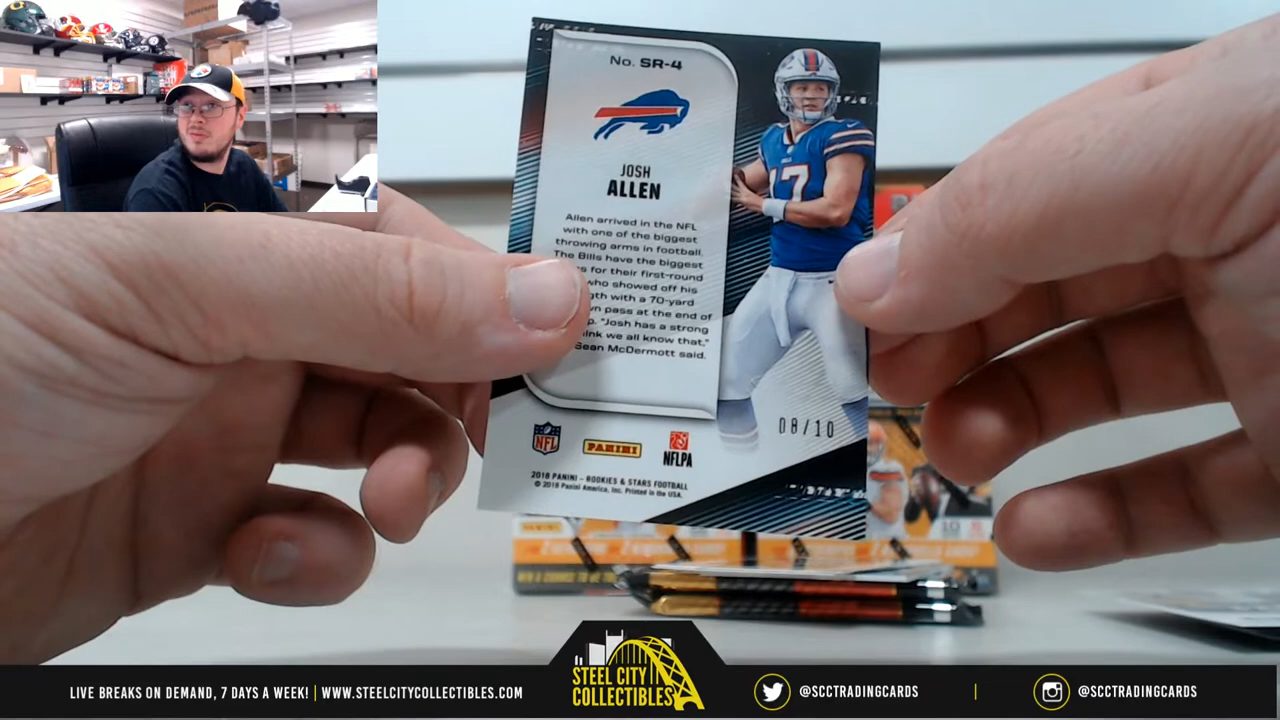 No. SR-4
JOSH
ALLEN
Allen arrived in the NFL
with one of the biggest
throwing arms in football.
The Bills have the biggest
for their first-round
who showed off his
with a 70-yard
pass at the end of
"Josh has a strong
we all know that,"
Sean McDermott said.
17
08/10
NFL
PANINI
NFLPA
2018 PANINI - ROOKIES & STARS FOOTBALL
© 2018 Panini America, Inc. Printed in the USA.
10
LIVE BREAKS ON DEMAND, 7 DAYS A WEEK! | WWW.STEELCITYCOLLECTIBLES.COM
STEEL CITY
COLLECTIBLES
@SCCTRADINGCARDS
@SCCTRADINGCARDS